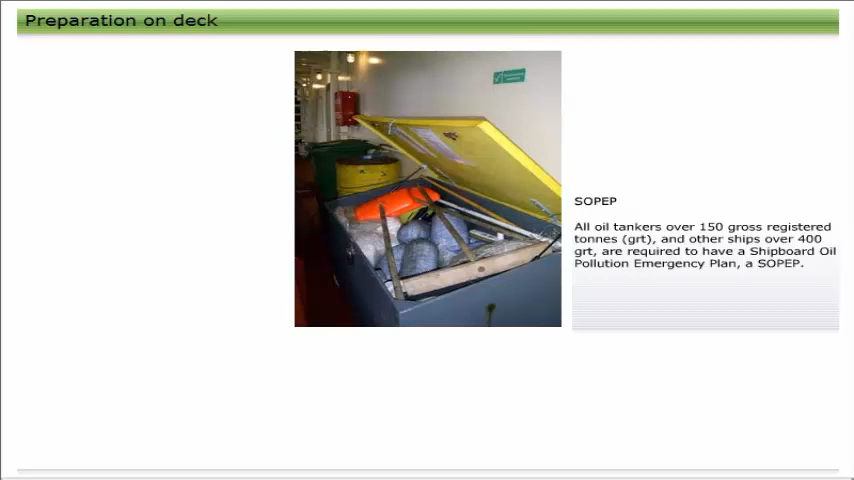 Preparation on deck
SOPEP
All oil tankers over 150 gross registered
tonnes (grt), and other ships over 400
grt, are required to have a Shipboard Oil
Pollution Emergency Plan, a SOPEP.